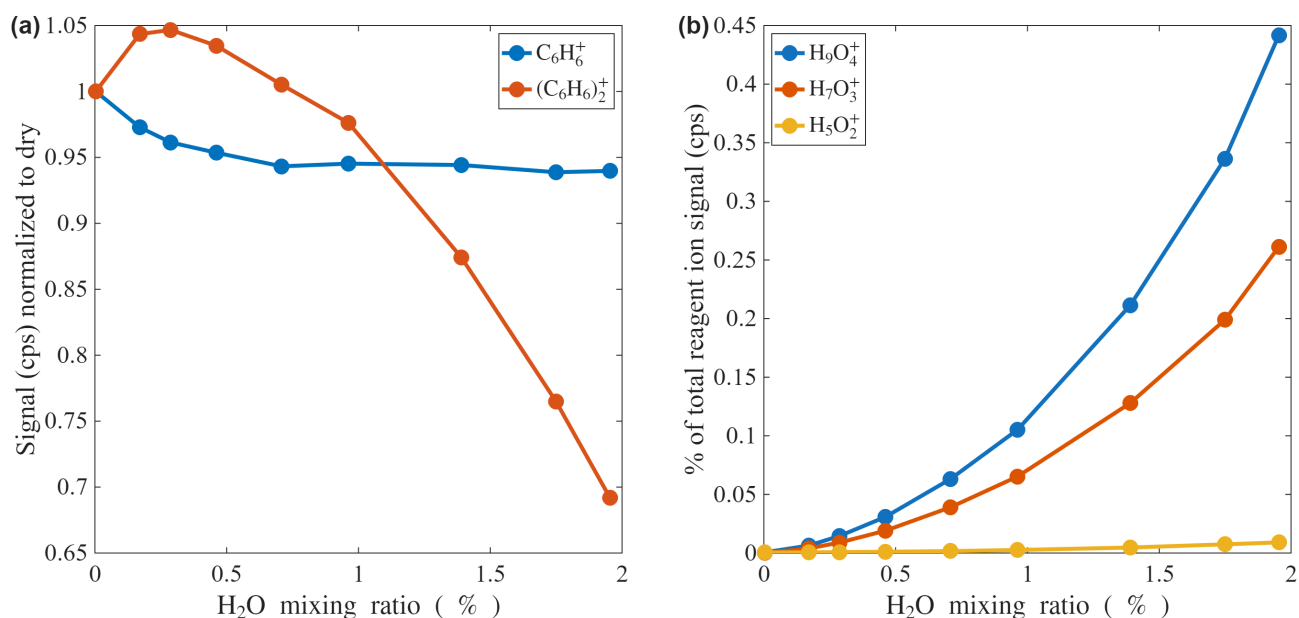 (a)
Signal (cps) normalized to dry
1.05
1
0.95
0.9
0.85
0.8
0.75
0.7
0.65
C₆H₆⁺
(C₆H₆)₂⁺
0 0.5 1 1.5 2
H₂O mixing ratio ( % )
(b)
% of total reagent ion signal (cps)
0.45
0.4
0.35
0.3
0.25
0.2
0.15
0.1
0.05
0
H₉O₄⁺
H₇O₃⁺
H₅O₂⁺
0 0.5 1 1.5 2
H₂O mixing ratio ( % )